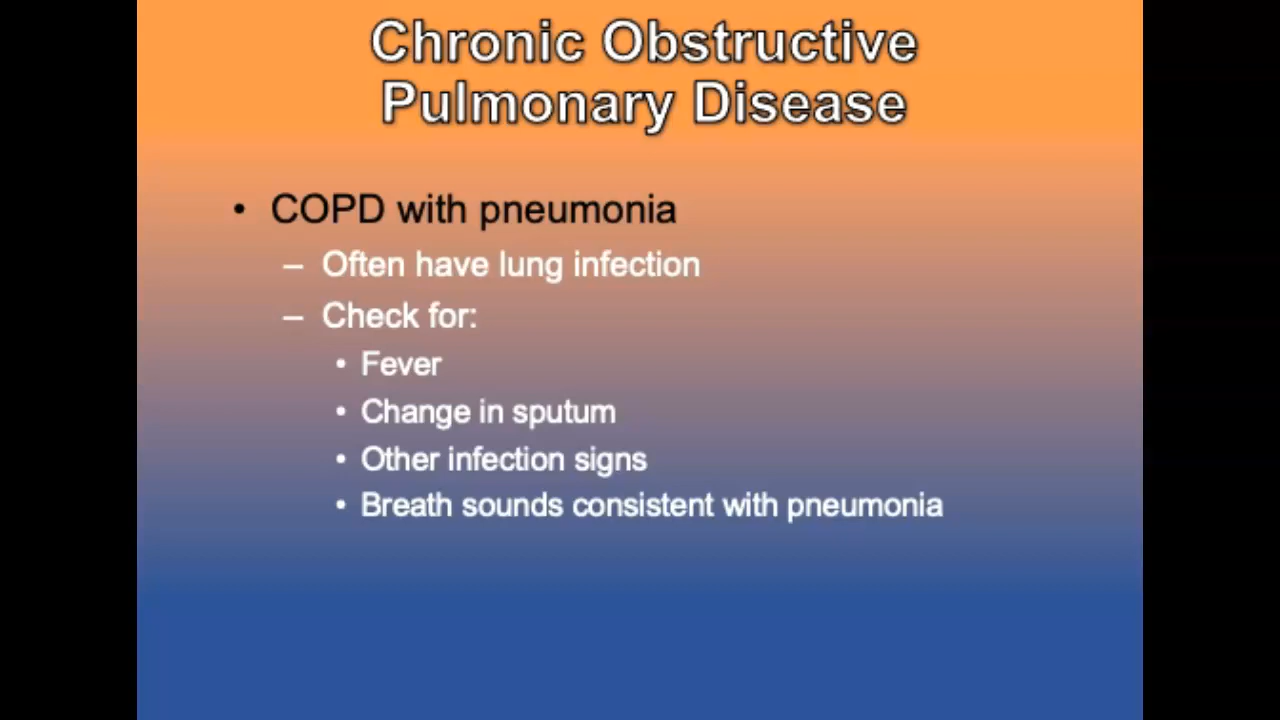 Chronic Obstructive
Pulmonary Disease
• COPD with pneumonia
– Often have lung infection
– Check for:
• Fever
• Change in sputum
• Other infection signs
• Breath sounds consistent with pneumonia